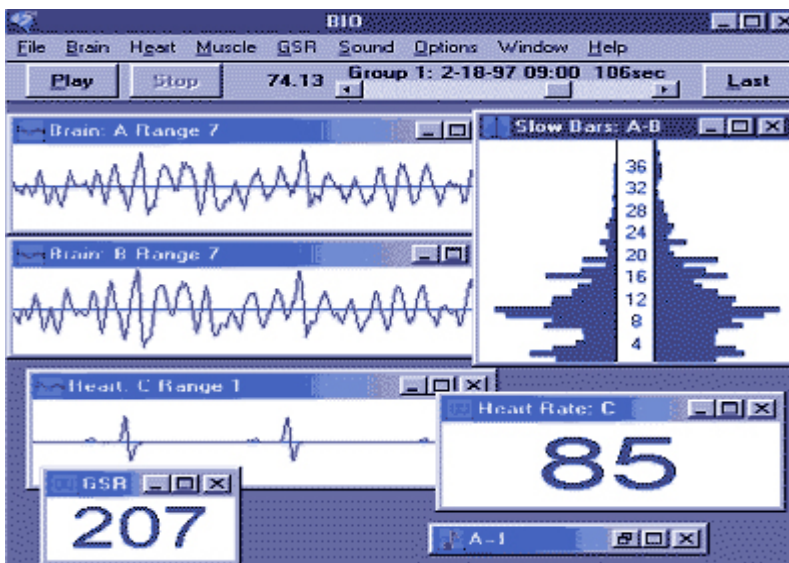 BIO
File Brain Heart Muscle GSR Sound Options Window Help
Play Stop 74.13 Group 1: 2-18-97 09:00 106sec Last
Brain: A Range 7
Slow Bars: A-B
36
32
28
24
20
16
12
8
4
Brain: B Range 7
Heart: C Range 1
Heart Rate: C
85
GSR
207
A-1